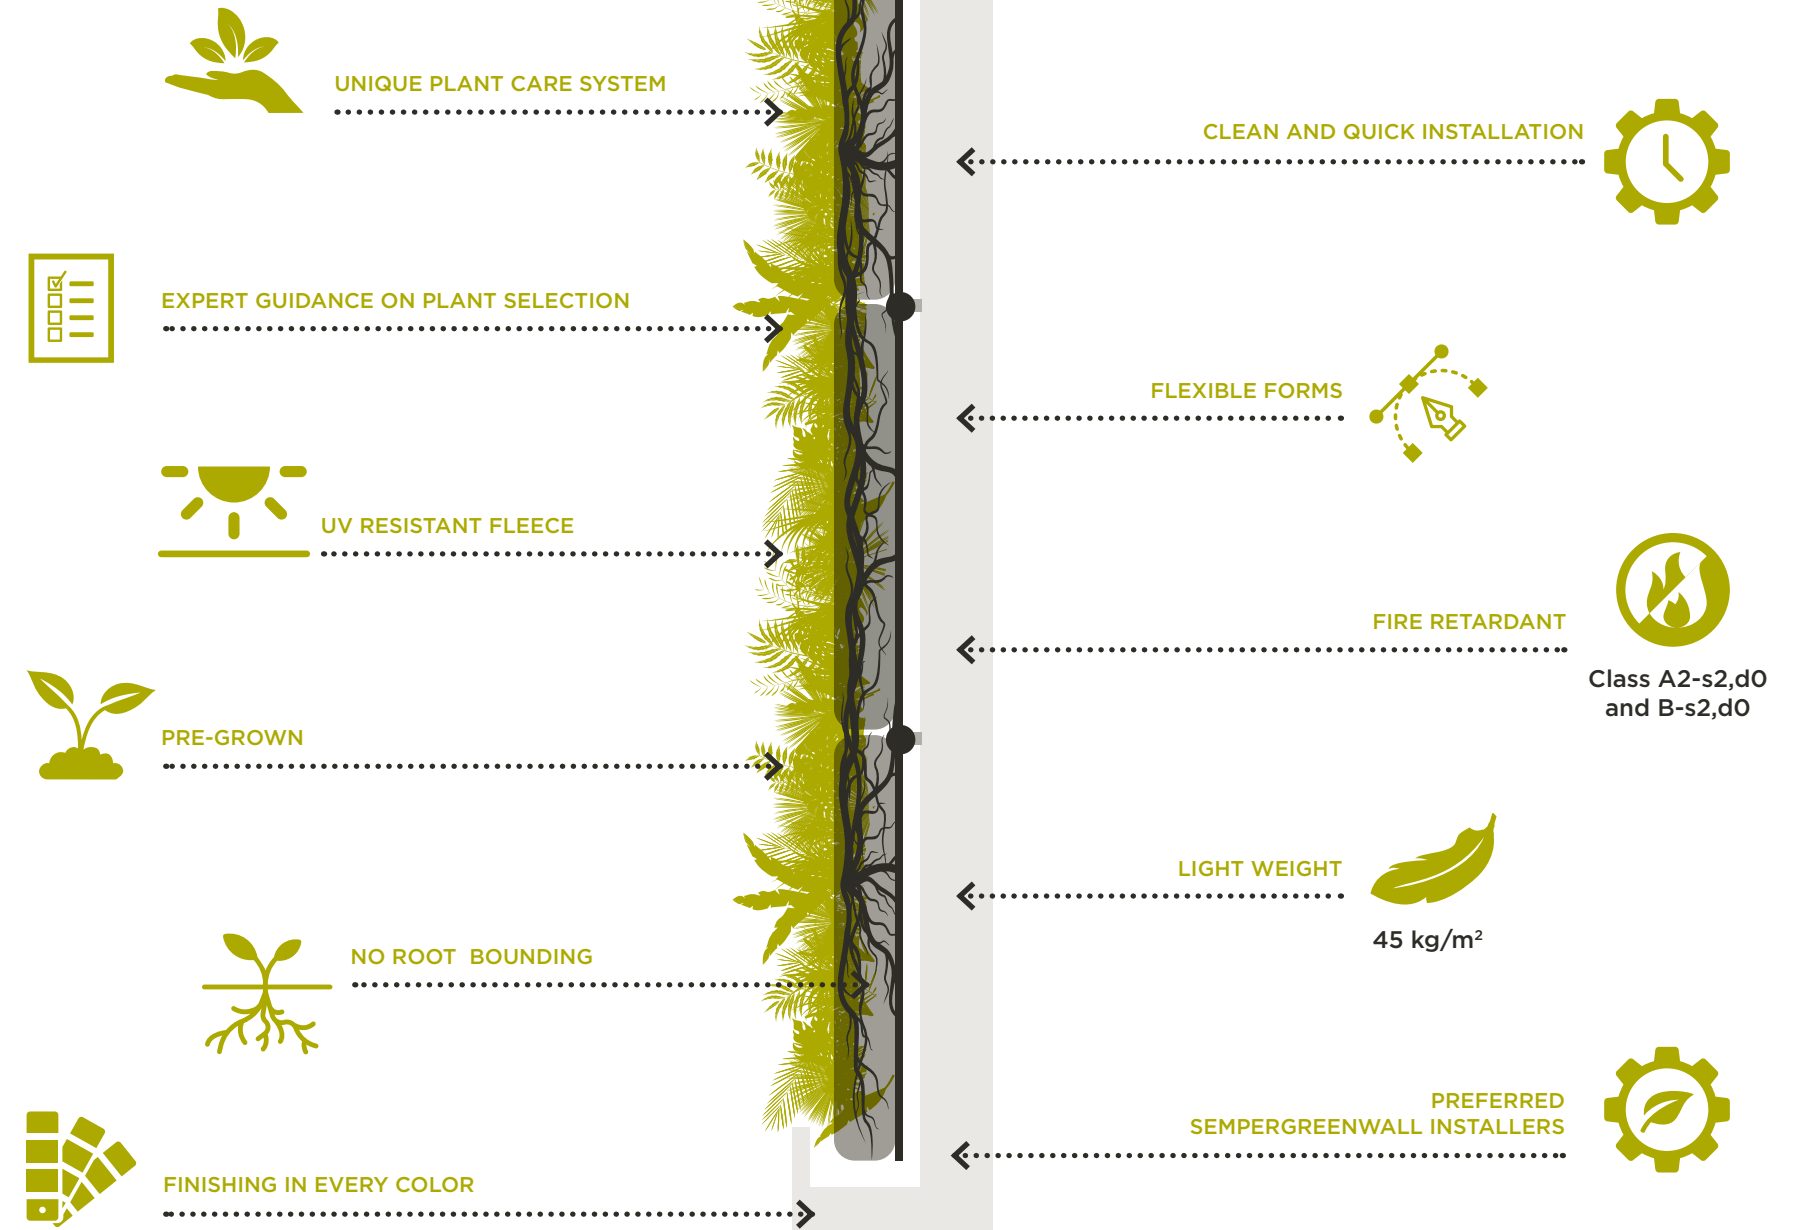 UNIQUE PLANT CARE SYSTEM
EXPERT GUIDANCE ON PLANT SELECTION
UV RESISTANT FLEECE
PRE-GROWN
NO ROOT BOUNDING
FINISHING IN EVERY COLOR
CLEAN AND QUICK INSTALLATION
FLEXIBLE FORMS
FIRE RETARDANT
Class A2-s2,d0
and B-s2,d0
LIGHT WEIGHT
45 kg/m²
PREFERRED
SEMPERGREENWALL INSTALLERS